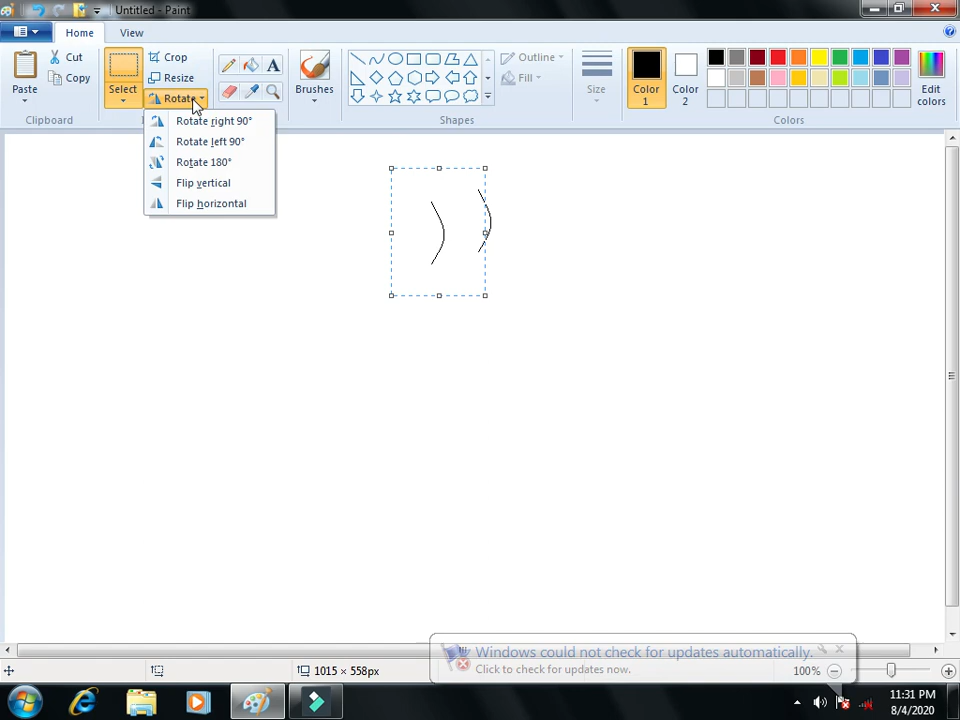 Untitled - Paint
Home View
Paste
Cut
Copy
Clipboard
Select
Crop
Resize
Rotate
Rotate right 90°
Rotate left 90°
Rotate 180°
Flip vertical
Flip horizontal
A
Brushes
Outline
Fill
Shapes
Size
Color 1
Color 2
Edit colors
Colors
Windows could not check for updates automatically.
Click to check for updates now.
1015 × 558px
100%
11:31 PM
8/4/2020